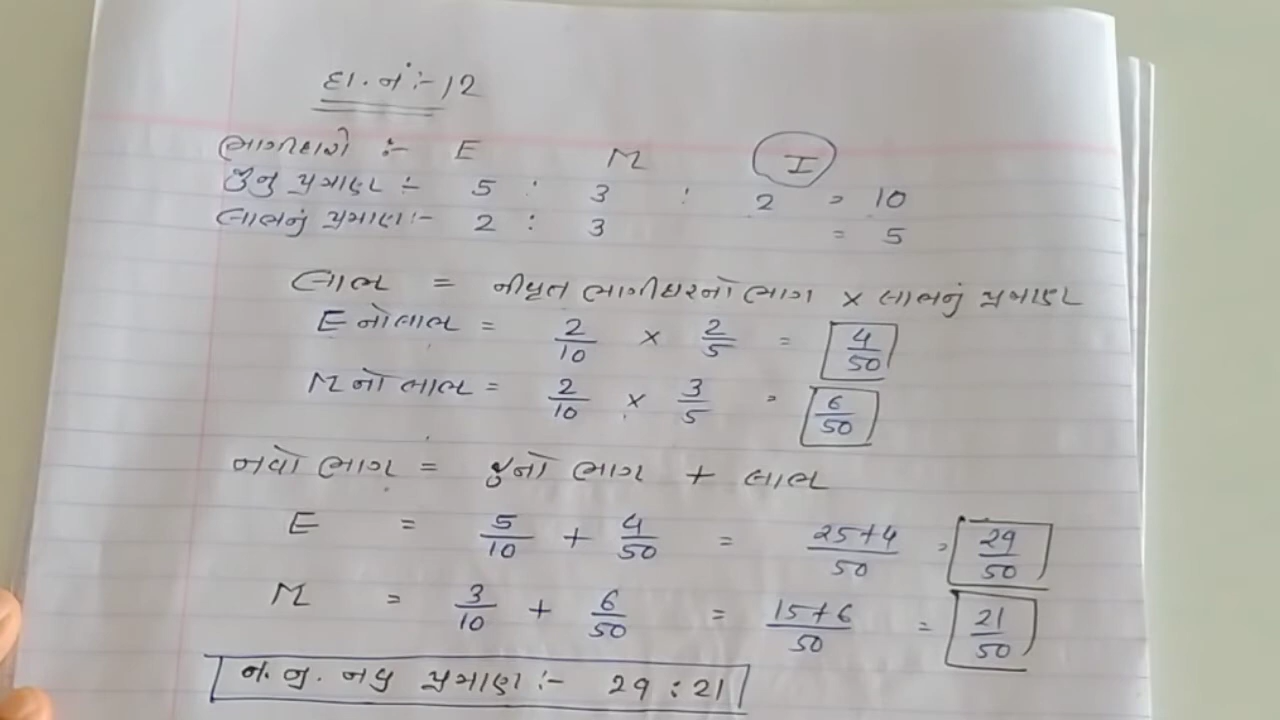 દા.નં:- 12
ભાગીદારો :- E M I
જુનુ પ્રમાણ :- 5 : 3 : 2 = 10
લાભનું પ્રમાણ:- 2 : 3 = 5
લાભ = નીવૃત ભાગીદારનો ભાગ × લાભનું પ્રમાણ
E નો લાભ = 2/10 × 2/5 = 4/50
M નો લાભ = 2/10 × 3/5 = 6/50
નવો ભાગ = જુનો ભાગ + લાભ
E = 5/10 + 4/50 = 25+4/50 = 29/50
M = 3/10 + 6/50 = 15+6/50 = 21/50
ન.નુ. નવુ પ્રમાણ :- 29 : 21